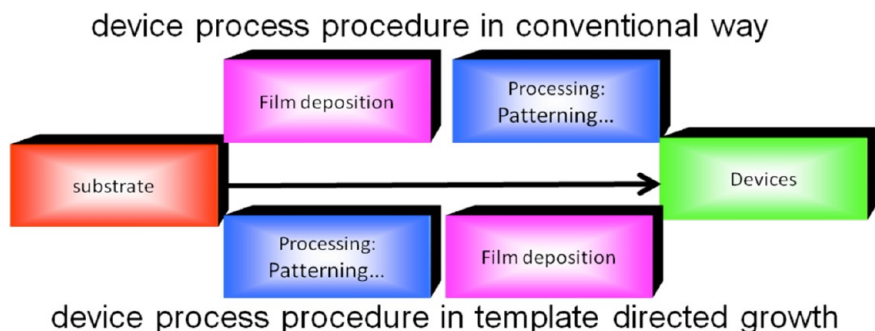 device process procedure in conventional way
Film deposition
Processing:
Patterning...
substrate
Devices
Processing:
Patterning...
Film deposition
device process procedure in template directed growth